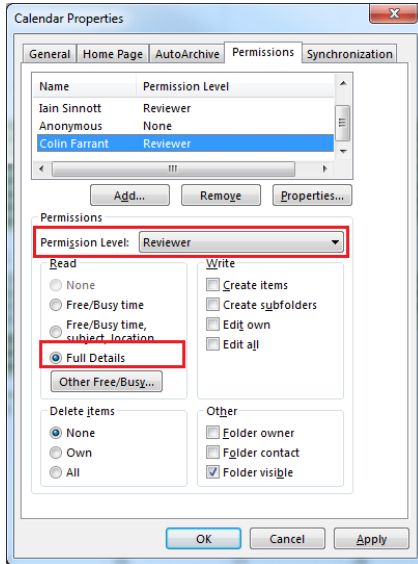 Calendar Properties
General Home Page AutoArchive Permissions Synchronization
Name Permission Level
Iain Sinnott Reviewer
Anonymous None
Colin Farrant Reviewer
Add... Remove Properties...
Permissions
Permission Level: Reviewer
Read
None
Free/Busy time
Free/Busy time,
subject, location
Full Details
Other Free/Busy...
Write
Create items
Create subfolders
Edit own
Edit all
Delete items
None
Own
All
Other
Folder owner
Folder contact
Folder visible
OK Cancel Apply